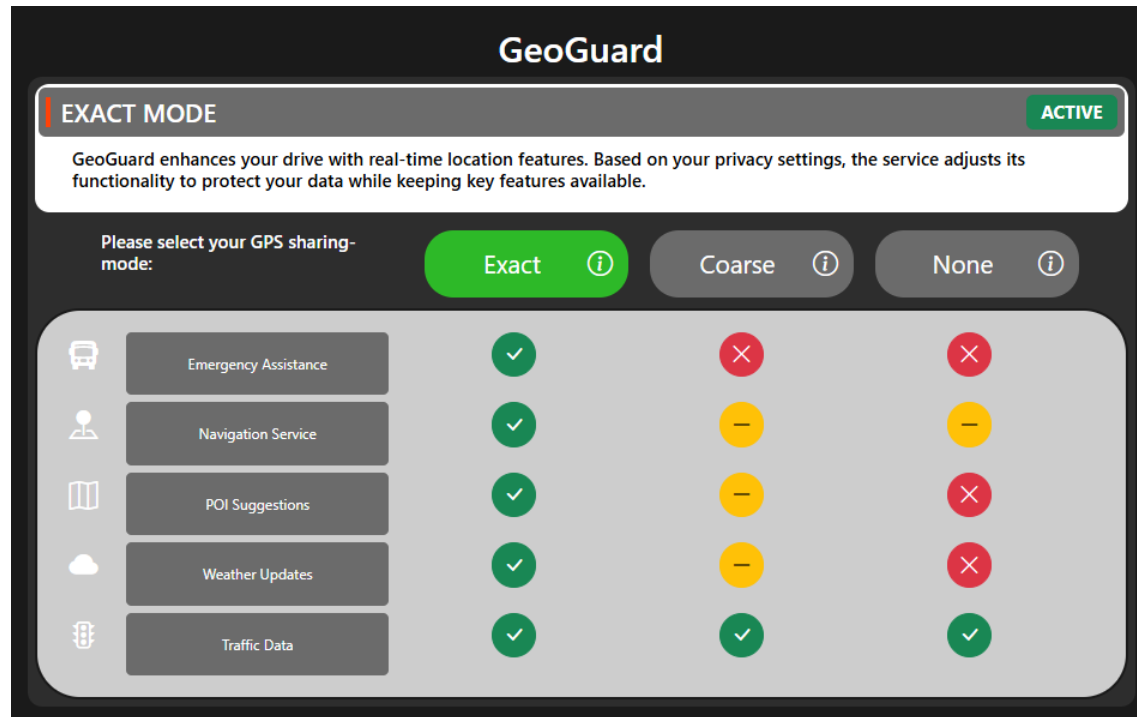 GeoGuard
EXACT MODE
ACTIVE
GeoGuard enhances your drive with real-time location features. Based on your privacy settings, the service adjusts its
functionality to protect your data while keeping key features available.
Please select your GPS sharing-
mode:
Exact
Coarse
None
Emergency Assistance
Navigation Service
POI Suggestions
Weather Updates
Traffic Data